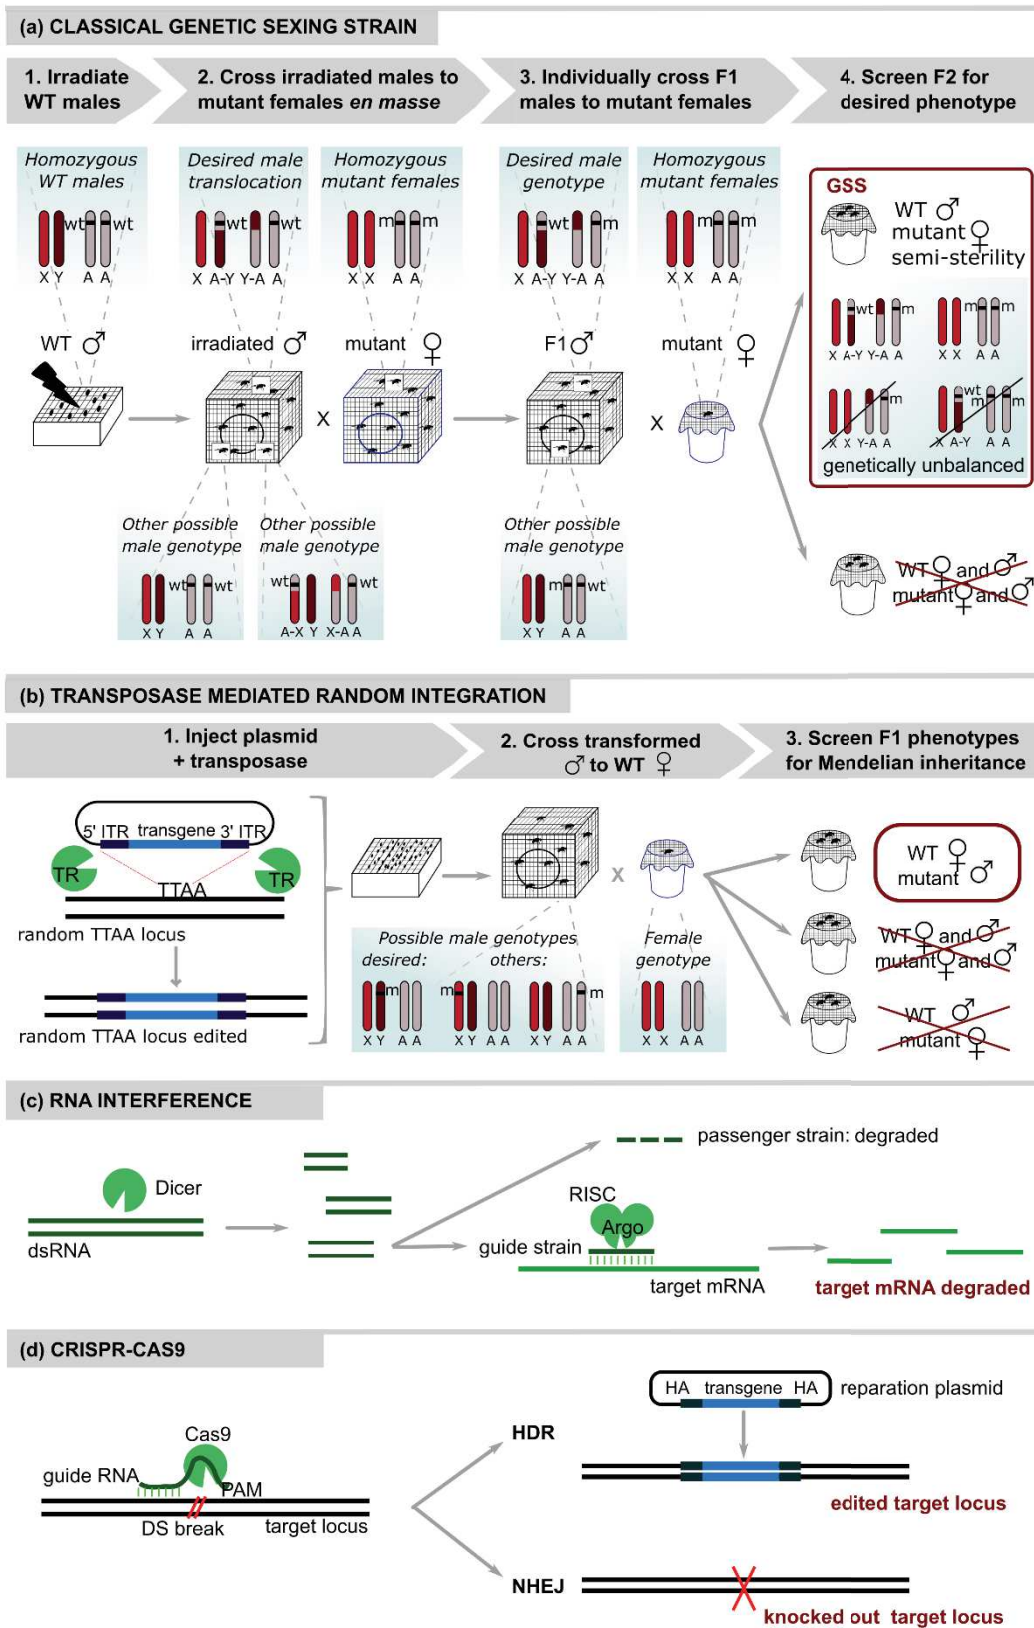 (a) CLASSICAL GENETIC SEXING STRAIN
1. Irradiate
WT males
2. Cross irradiated males to
mutant females en masse
3. Individually cross F1
males to mutant females
4. Screen F2 for
desired phenotype
Homozygous
WT males
Desired male
translocation
Homozygous
mutant females
Desired male
genotype
Homozygous
mutant females
wt wt
X Y A A
wt wt
X A-Y Y-A A
m m
X X A A
wt m
X A-Y Y-A A
m m
X X A A
GSS
WT ♂
mutant ♀
semi-sterility
wt m
X A-Y Y-A A
m m
X X A A
m
X X Y-A A
wt m m
X A-Y A A
genetically unbalanced
WT ♂
irradiated ♂
X
mutant ♀
F1 ♂
X
mutant ♀
Other possible
male genotype
wt wt
X Y A A
Other possible
male genotype
wt wt
A-X Y X-A A
Other possible
male genotype
m wt
X Y A A
WT ♀ and ♂
mutant ♀ and ♂
(b) TRANSPOSASE MEDIATED RANDOM INTEGRATION
1. Inject plasmid
+ transposase
2. Cross transformed
♂ to WT ♀
3. Screen F1 phenotypes
for Mendelian inheritance
5' ITR transgene 3' ITR
TR TR
TTAA
random TTAA locus
random TTAA locus edited
X
Possible male genotypes
desired: others:
m
X Y A A
m
X Y A A
m
X Y A A
Female
genotype
X X A A
WT ♀
mutant ♂
WT ♀ and ♂
mutant ♀ and ♂
WT ♂
mutant ♀
(c) RNA INTERFERENCE
Dicer
dsRNA
passenger strain: degraded
RISC
Argo
guide strain
target mRNA
target mRNA degraded
(d) CRISPR-CAS9
Cas9
guide RNA
PAM
DS break
target locus
HDR
HA transgene HA
reparation plasmid
edited target locus
NHEJ
knocked out target locus